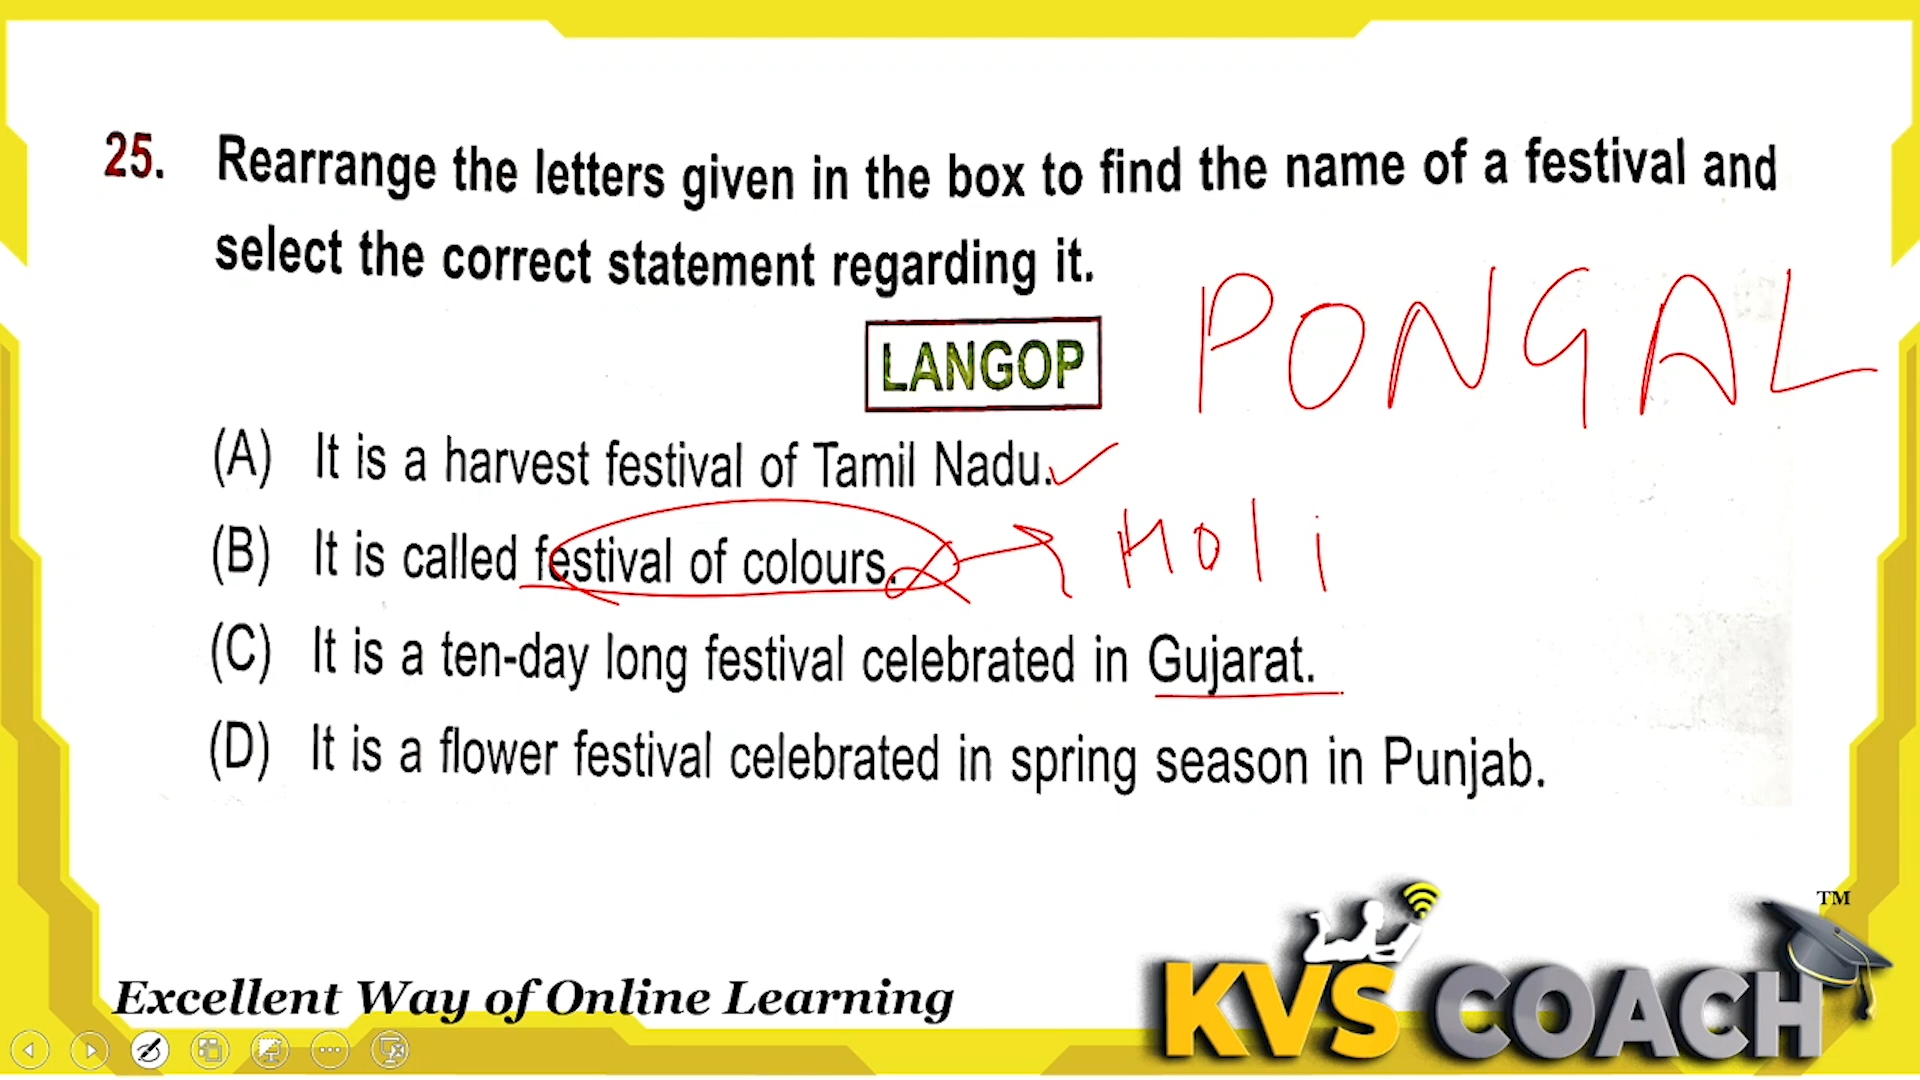 25. Rearrange the letters given in the box to find the name of a festival and
select the correct statement regarding it.
LANGOP PONGAL
(A) It is a harvest festival of Tamil Nadu.
(B) It is called festival of colours. Holi
(C) It is a ten-day long festival celebrated in Gujarat.
(D) It is a flower festival celebrated in spring season in Punjab.
Excellent Way of Online Learning
KVS COACH TM